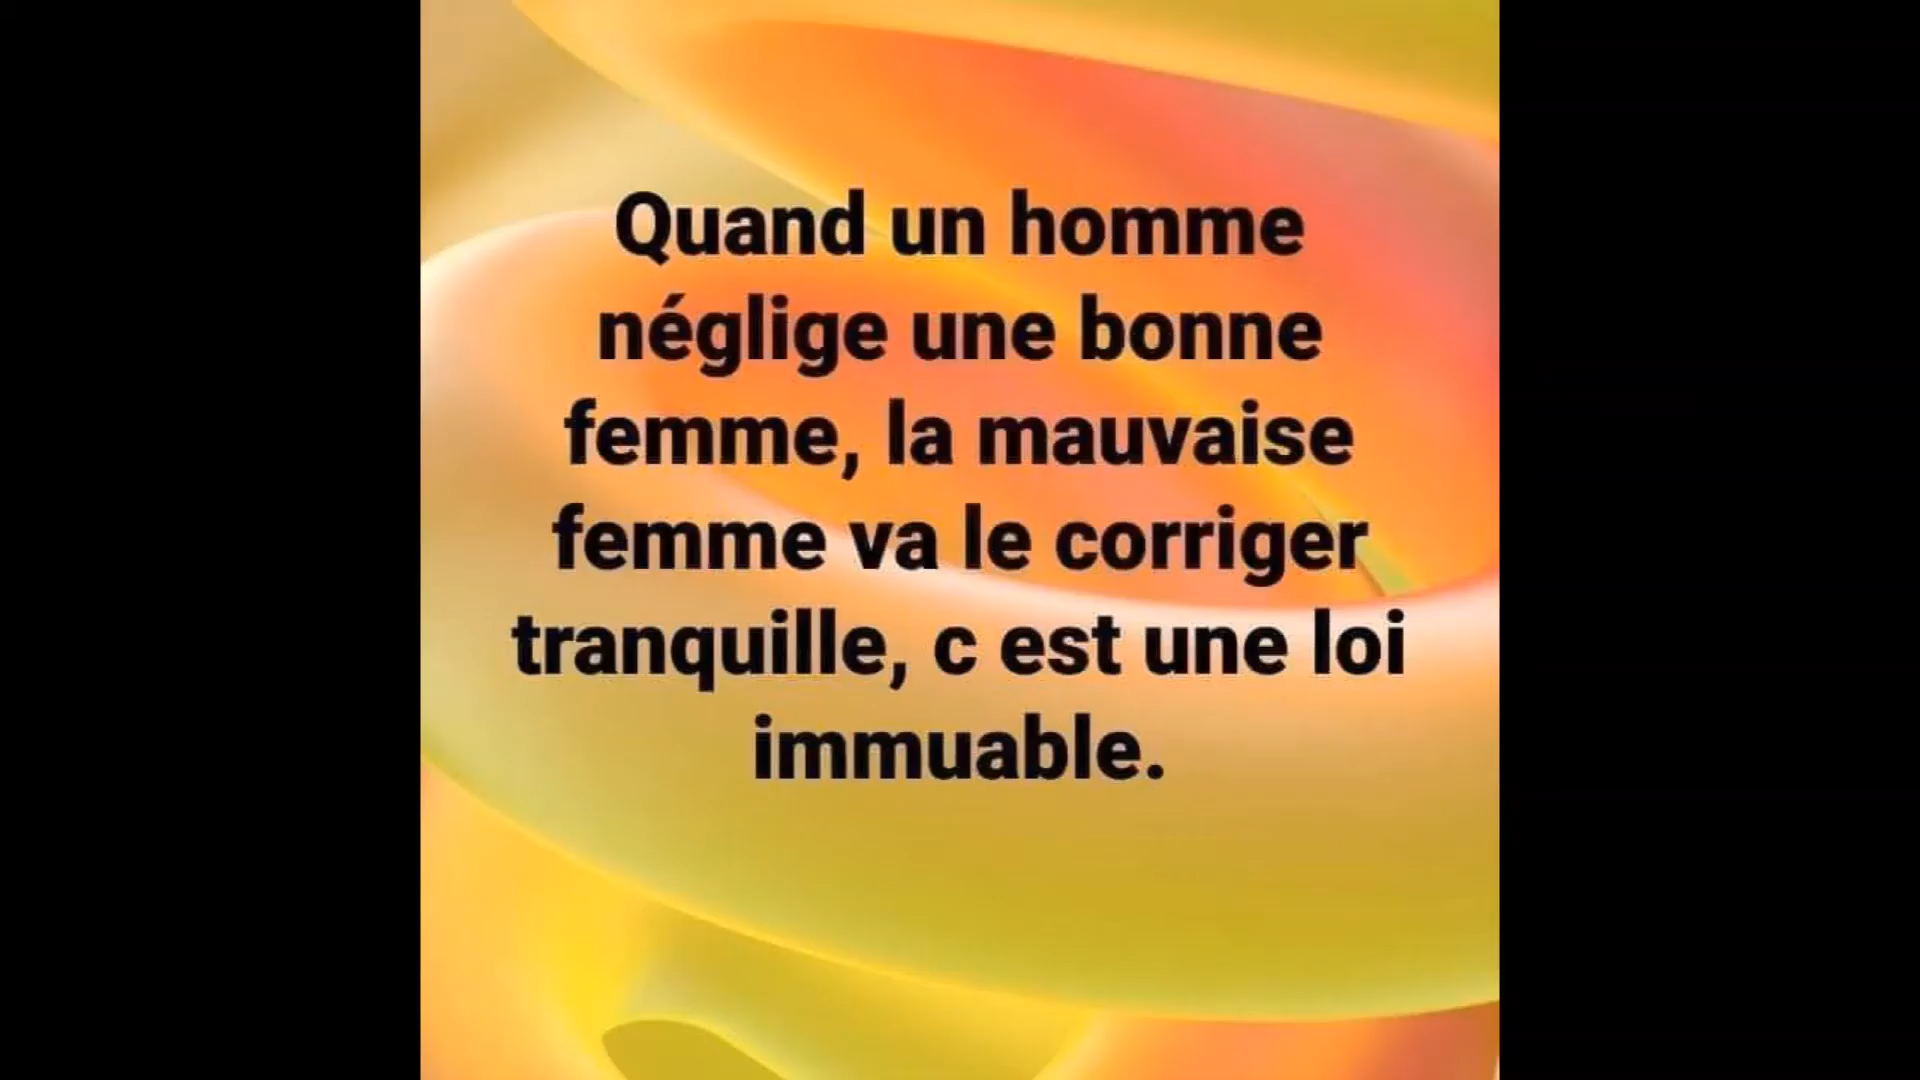 Quand un homme
néglige une bonne
femme, la mauvaise
femme va le corriger
tranquille, c est une loi
immuable.